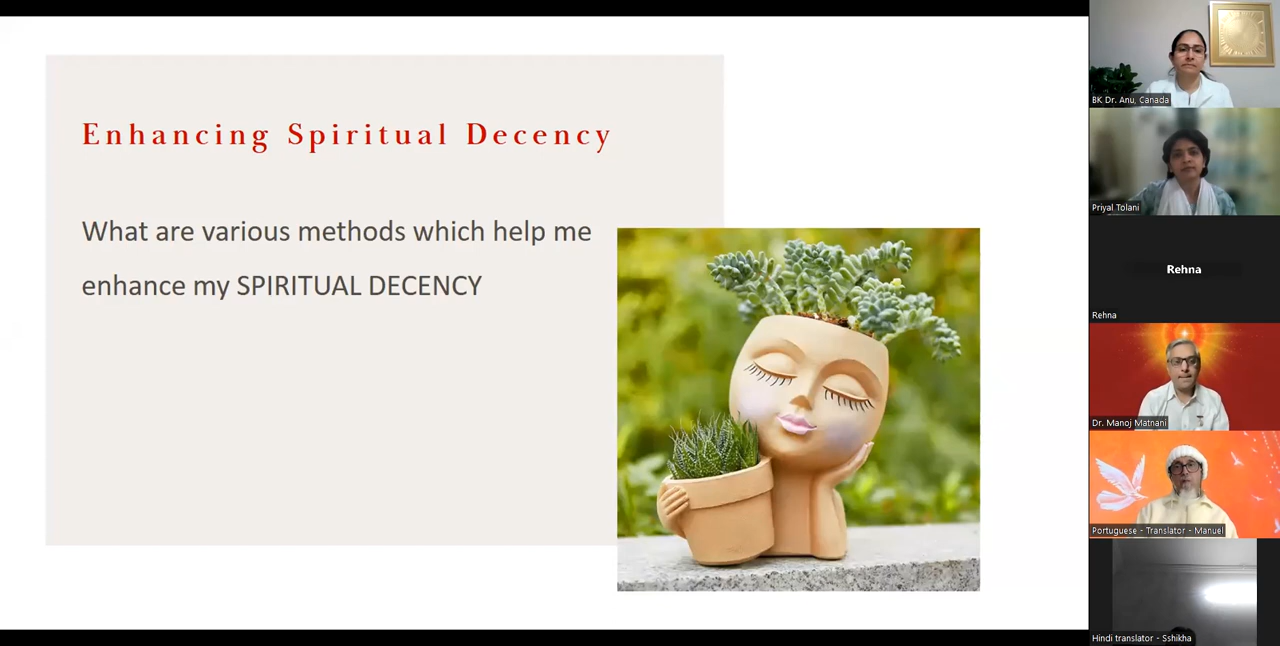 Enhancing Spiritual Decency
What are various methods which help me
enhance my SPIRITUAL DECENCY
BK Dr. Anu, Canada
Priyal Tolani
Rehna
Rehna
Dr. Manoj Matnani
Portuguese - Translator - Manuel
Hindi translator - Sshikha